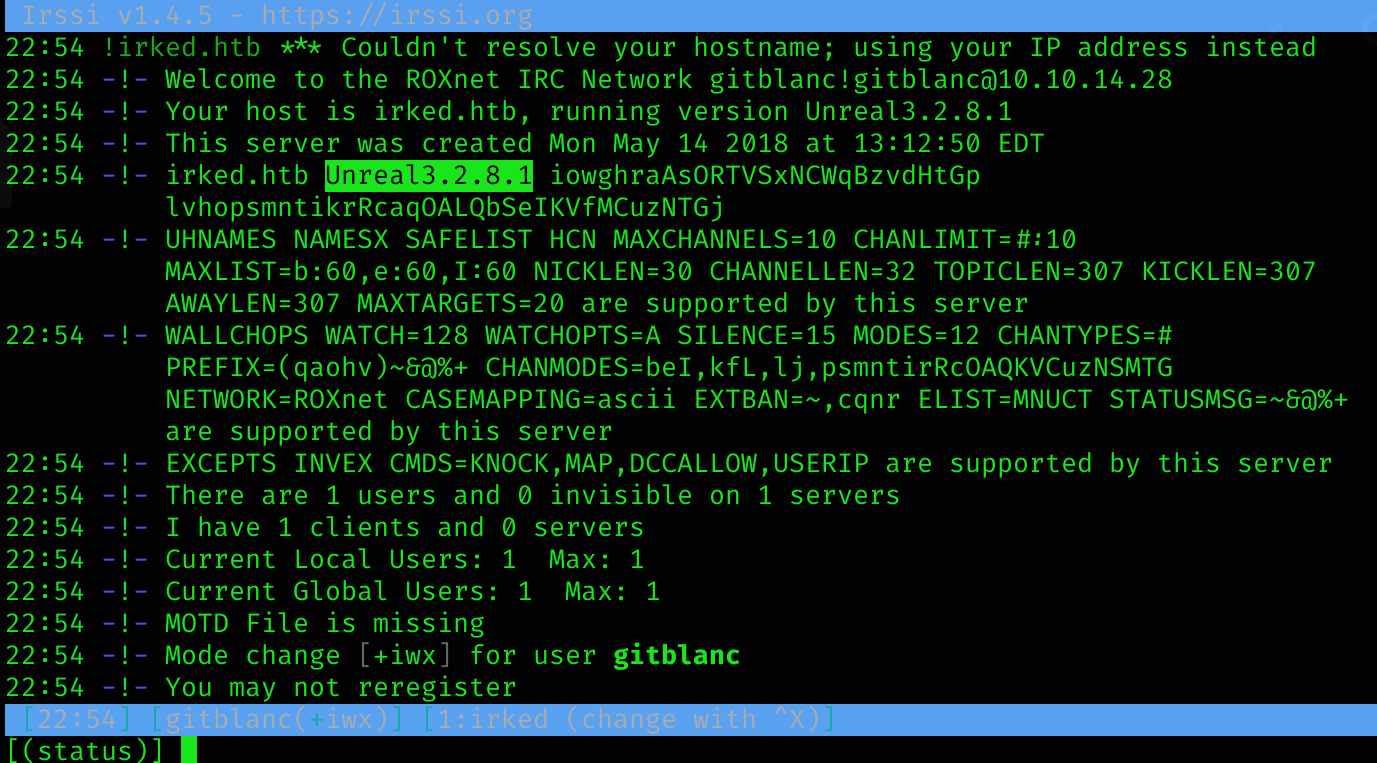 Irssi v1.4.5 - https://irssi.org
22:54 !irked.htb *** Couldn't resolve your hostname; using your IP address instead
22:54 -!- Welcome to the ROXnet IRC Network gitblanc!gitblanc@10.10.14.28
22:54 -!- Your host is irked.htb, running version Unreal3.2.8.1
22:54 -!- This server was created Mon May 14 2018 at 13:12:50 EDT
22:54 -!- irked.htb Unreal3.2.8.1 iowghraAsORTVSxNCWqBzvdHtGp
lvhopsmntikrRcaqOALQbSeIKVfMCuzNTGj
22:54 -!- UHNAMES NAMESX SAFELIST HCN MAXCHANNELS=10 CHANLIMIT=#:10
MAXLIST=b:60,e:60,I:60 NICKLEN=30 CHANNELLEN=32 TOPICLEN=307 KICKLEN=307
AWAYLEN=307 MAXTARGETS=20 are supported by this server
22:54 -!- WALLCHOPS WATCH=128 WATCHOPTS=A SILENCE=15 MODES=12 CHANTYPES=#
PREFIX=(qaohv)~&@%+ CHANMODES=beI,kfL,lj,psmntirRcOAQKVCuzNSMTG
NETWORK=ROXnet CASEMAPPING=ascii EXTBAN=~,cqnr ELIST=MNUCT STATUSMSG=~&@%+
are supported by this server
22:54 -!- EXCEPTS INVEX CMDS=KNOCK,MAP,DCCALLOW,USERIP are supported by this server
22:54 -!- There are 1 users and 0 invisible on 1 servers
22:54 -!- I have 1 clients and 0 servers
22:54 -!- Current Local Users: 1  Max: 1
22:54 -!- Current Global Users: 1  Max: 1
22:54 -!- MOTD File is missing
22:54 -!- Mode change [+iwx] for user gitblanc
22:54 -!- You may not reregister
[22:54] [gitblanc(+iwx)] [1:irked (change with ^X)]
[(status)]